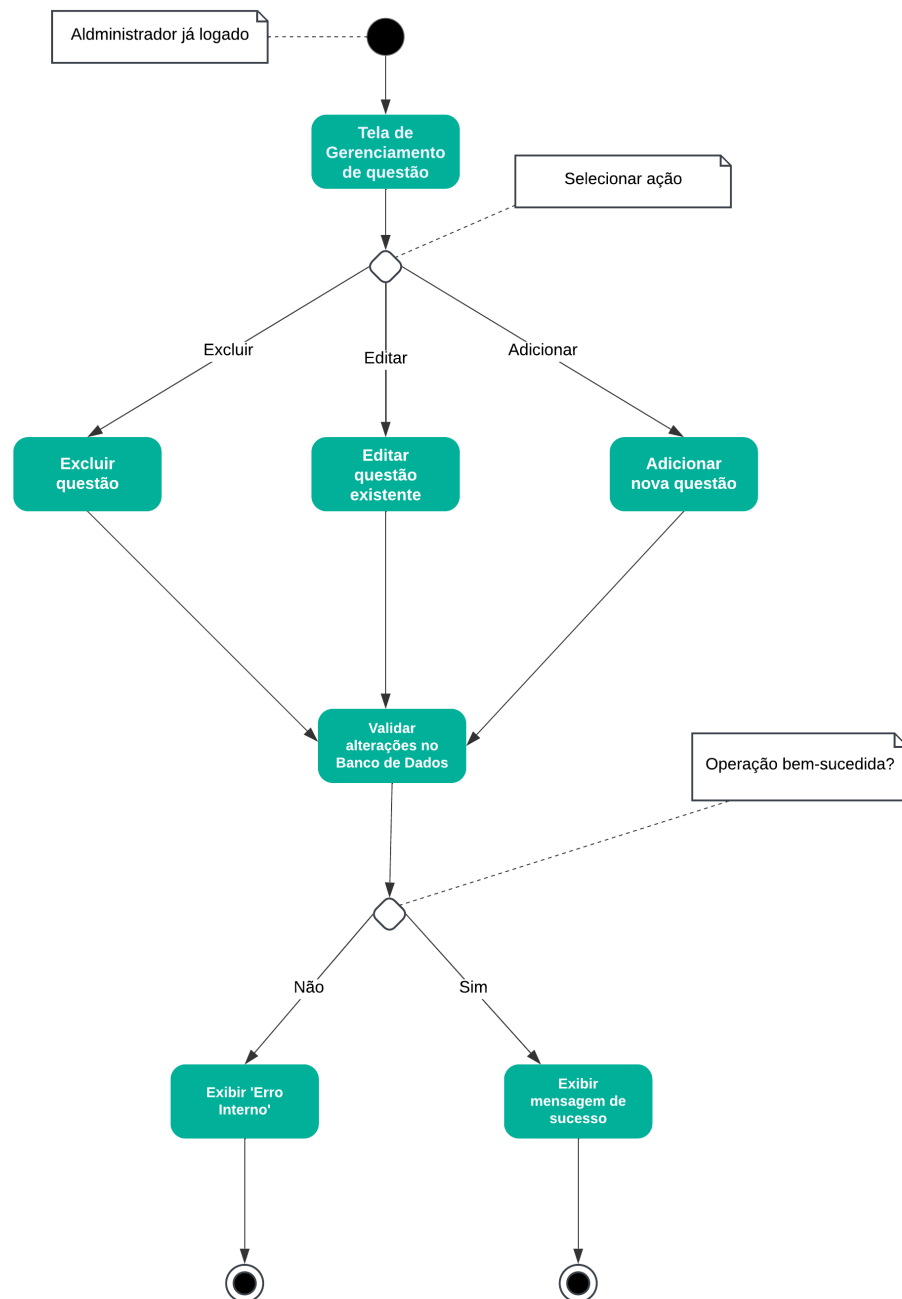 Aldministrador já logado
Tela de
Gerenciamento
de questão
Selecionar ação
Excluir
Editar
Adicionar
Excluir
questão
Editar
questão
existente
Adicionar
nova questão
Validar
alterações no
Banco de Dados
Operação bem-sucedida?
Não
Sim
Exibir 'Erro
Interno'
Exibir
mensagem de
sucesso